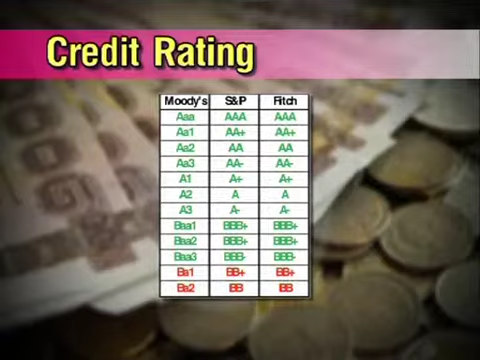 Credit Rating
Moody's S&P Fitch
Aaa AAA AAA
Aa1 AA+ AA+
Aa2 AA AA
Aa3 AA- AA-
A1 A+ A+
A2 A A
A3 A- A-
Baa1 BBB+ BBB+
Baa2 BBB+ BBB+
Baa3 BBB- BBB-
Ba1 BB+ BB+
Ba2 BB BB